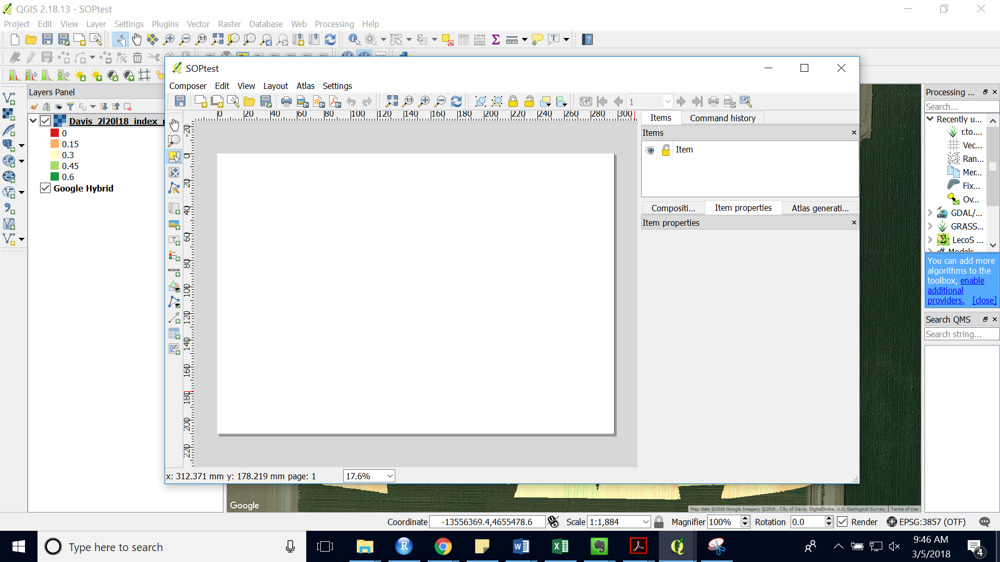 QGIS 2.18.13 - SOPtest
Project Edit View Layer Settings Plugins Vector Raster Database Web Processing Help
SOPtest
Composer Edit View Layout Atlas Settings
1
Layers Panel
Davis_2l20l18_index_
0
0.15
0.3
0.45
0.6
Google Hybrid
0 20 40 60 80 100 120 140 160 180 200 220 240 260 280 300
-20
0
20
40
60
80
100
120
140
160
180
200
220
Items Command history
Items
Item
Compositi... Item properties Atlas generati...
Item properties
x: 312.371 mm y: 178.219 mm page: 1 17.6%
Processing ...
Search...
Recently u...
r.to....
Vec...
Ran...
Mer...
Fix...
Ov...
GDAL/...
GRASS...
LecoS ...
Models
You can add more
algorithms to the
toolbox, enable
additional
providers. [close]
Search QMS
Search string...
Google
Map data ©2018 Google Imagery ©2018 , City of Davis, DigitalGlobe, U.S. Geological Survey Terms of Use
Coordinate -13556369.4,4655478.6 Scale 1:1,884 Magnifier 100% Rotation 0.0 Render EPSG:3857 (OTF)
Type here to search
9:46 AM
3/5/2018
4